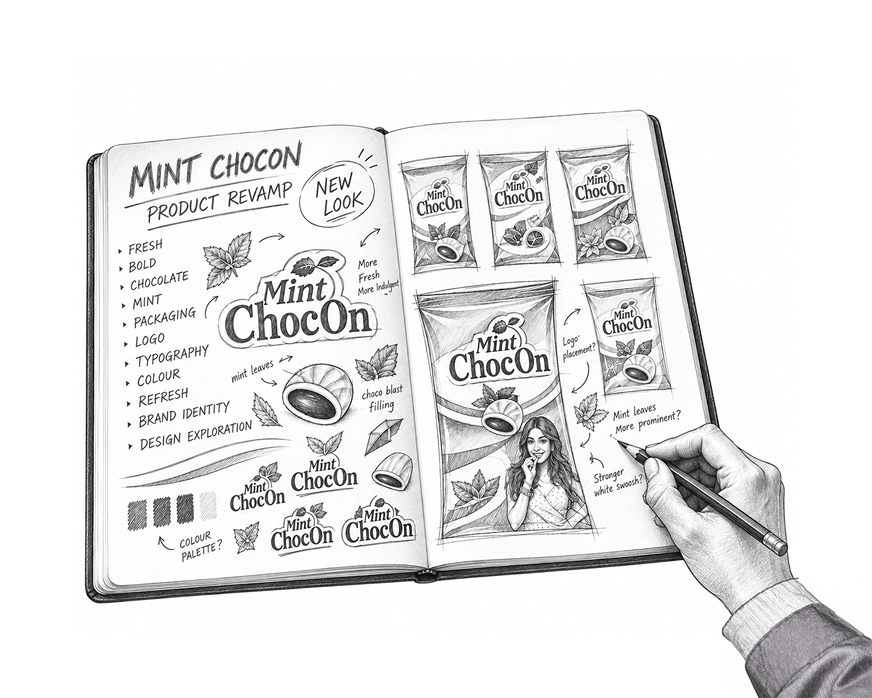 MINT CHOCON
PRODUCT REVAMP
NEW
LOOK
FRESH
BOLD
CHOCOLATE
MINT
PACKAGING
LOGO
TYPOGRAPHY
COLOUR
REFRESH
BRAND IDENTITY
DESIGN EXPLORATION
More
Fresh
More Indulgent
Mint
ChocOn
mint leaves
choco blast
filling
Mint
ChocOn
Mint
ChocOn
Mint
ChocOn
Mint
ChocOn
COLOUR
PALETTE?
Mint
ChocOn
Mint
ChocOn
Mint
ChocOn
Mint
ChocOn
Logo
placement?
Mint
ChocOn
Mint leaves
More prominent?
Stronger
white swoosh?